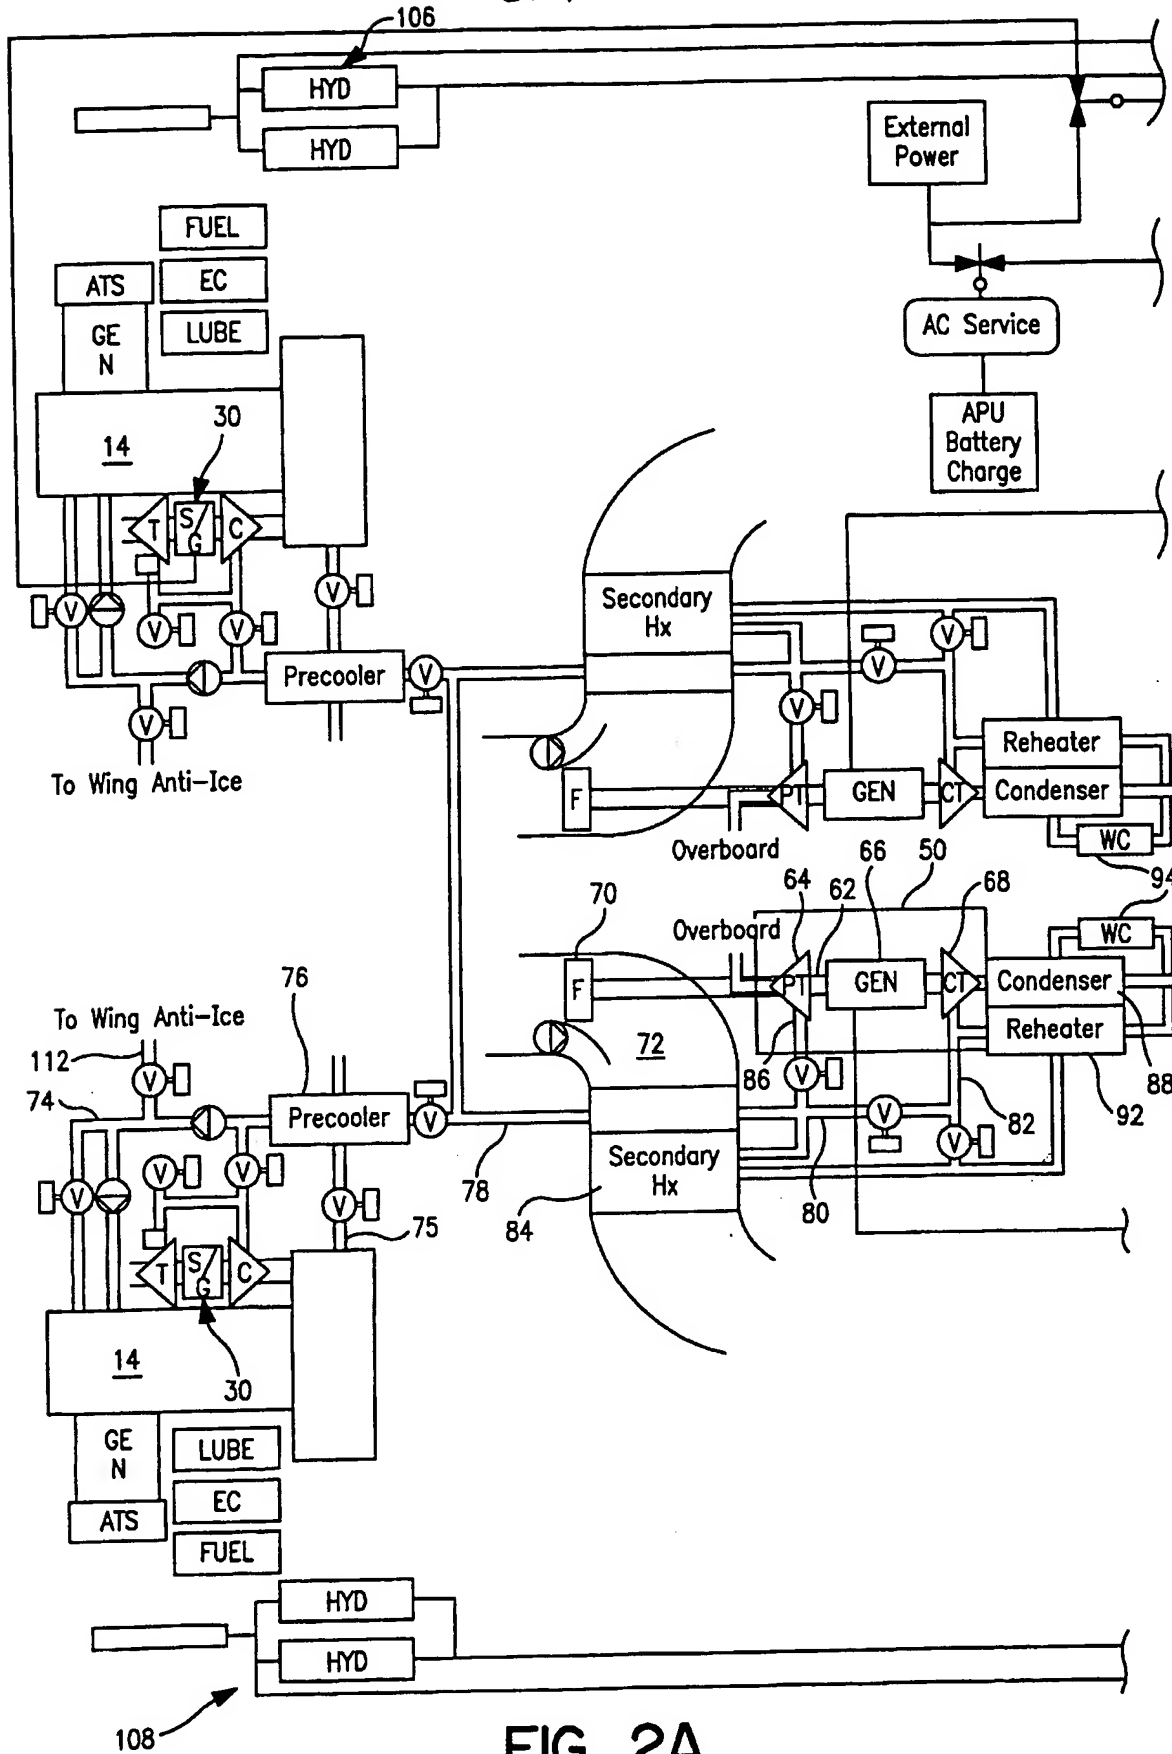 106
HYD
HYD
External
Power
FUEL
ATS
EC
GE
N
LUBE
AC Service
14
30
APU
Battery
Charge
T
S/
G
C
V
Secondary
Hx
V
V
V
V
V
Precooler
V
V
V
V
To Wing Anti-Ice
Reheater
F
PT
GEN
CT
Condenser
WC
Overboard
66
50
94
64
62
68
70
Overboard
WC
F
PT
GEN
CT
Condenser
76
To Wing Anti-Ice
Reheater
72
112
V
86
V
88
74
Precooler
V
V
82
92
V
V
V
V
V
Secondary
Hx
78
80
84
75
T
S/
G
C
14
30
GE
N
LUBE
EC
ATS
FUEL
HYD
HYD
108
FIG. 2A